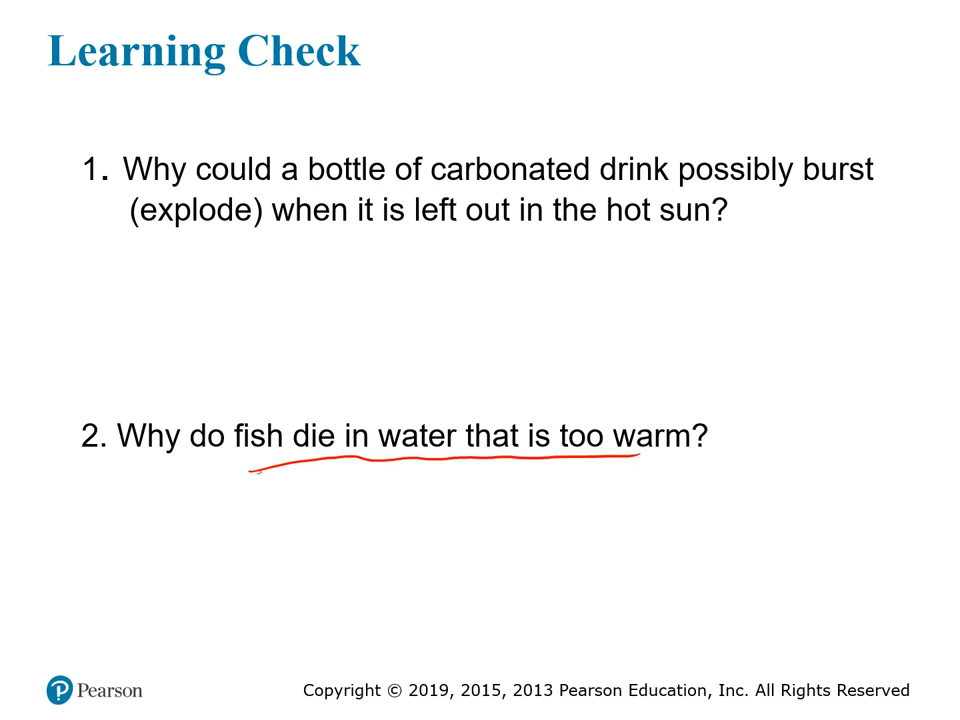 Learning Check
1. Why could a bottle of carbonated drink possibly burst
(explode) when it is left out in the hot sun?
2. Why do fish die in water that is too warm?
Pearson
Copyright © 2019, 2015, 2013 Pearson Education, Inc. All Rights Reserved